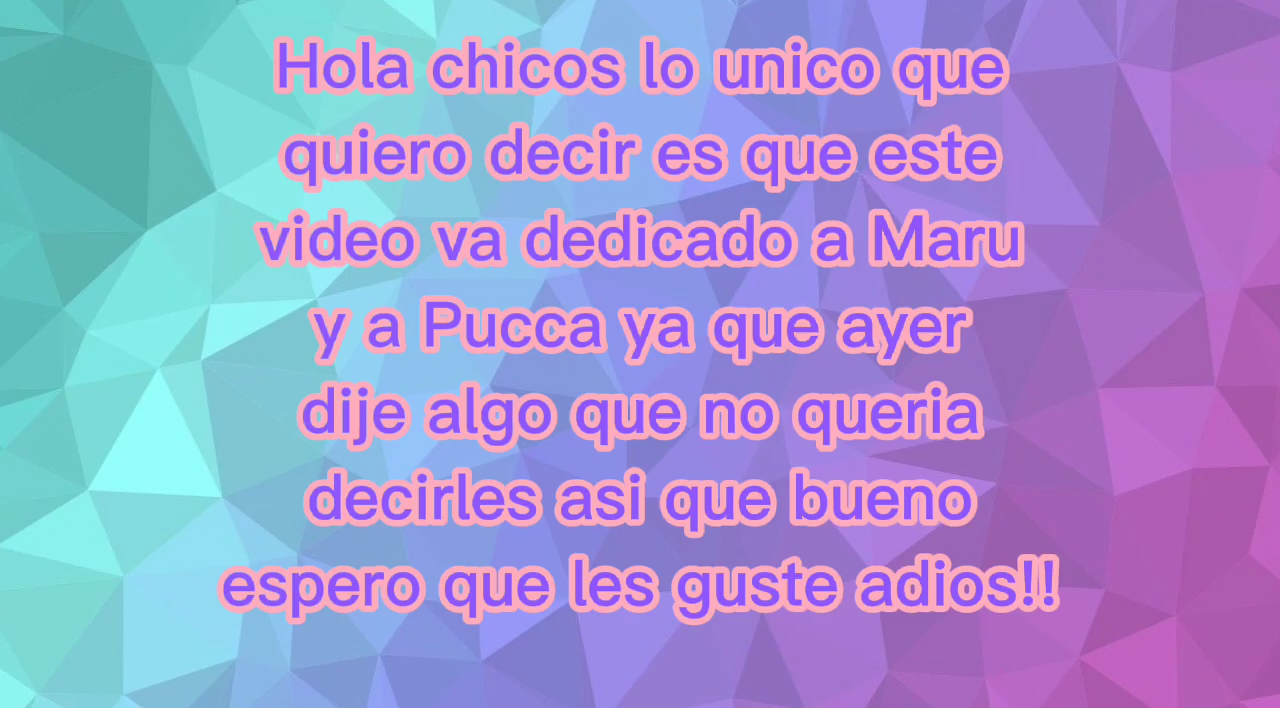 Hola chicos lo unico que
quiero decir es que este
video va dedicado a Maru
y a Pucca ya que ayer
dije algo que no queria
decirles asi que bueno
espero que les guste adios!!